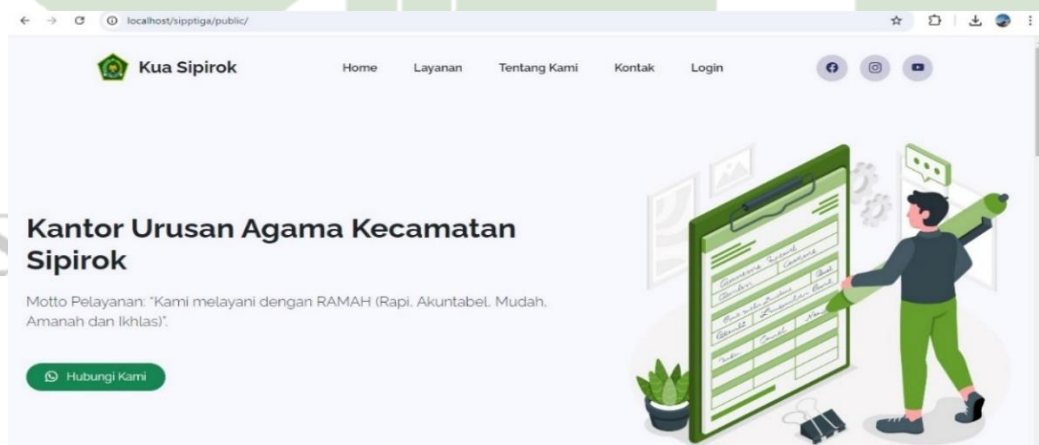 localhost/sipptiga/public/
Kua Sipirok
Home Layanan Tentang Kami Kontak Login
Kantor Urusan Agama Kecamatan
Sipirok
Motto Pelayanan: "Kami melayani dengan RAMAH (Rapi. Akuntabel. Mudah.
Amanah dan Ikhlas)".
Hubungi Kami